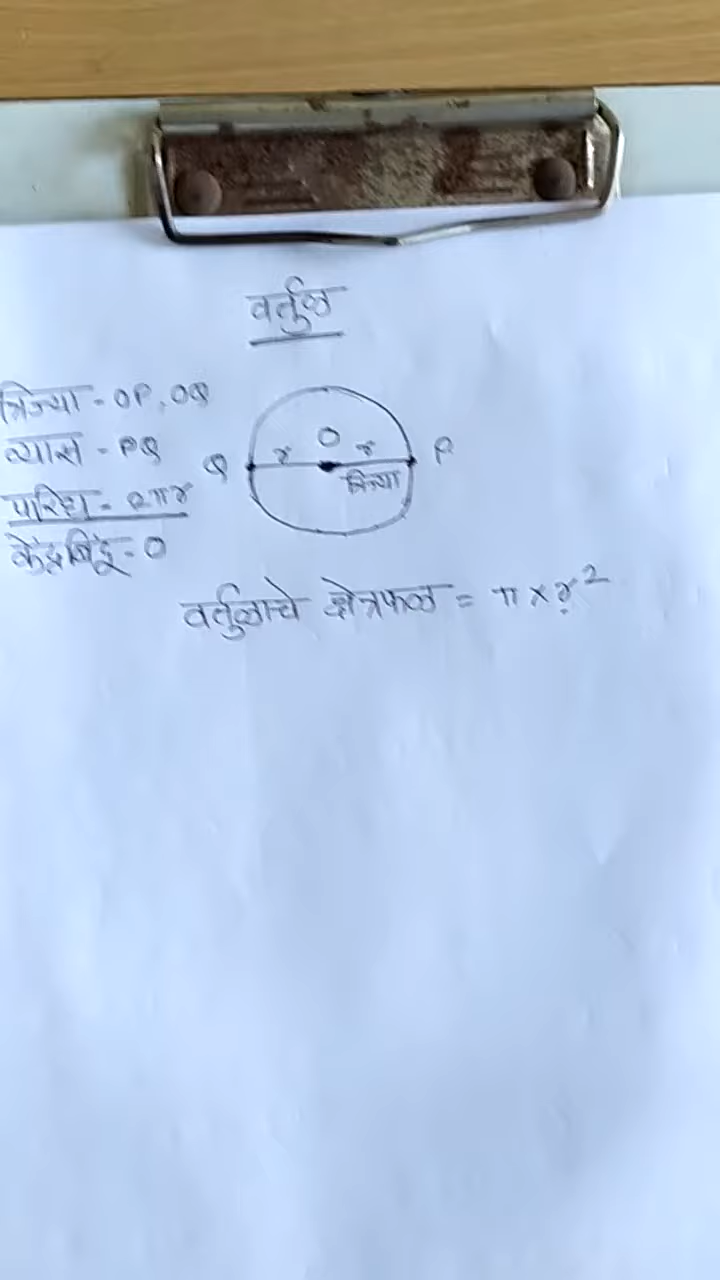 वर्तुळ
त्रिज्या - OP, OQ
व्यास - PQ
परिघ - 2πr
केंद्रबिंदू - O
Q r O r P
त्रिज्या
वर्तुळाचे क्षेत्रफळ = π × r²